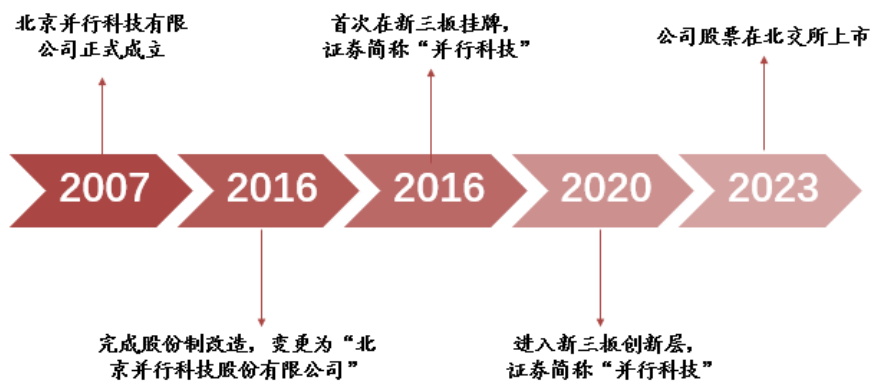 北京并行科技有限
公司正式成立
首次在新三板挂牌，
证券简称“并行科技”
公司股票在北交所上市
2007
2016
2016
2020
2023
完成股份制改造，变更为“北
京并行科技股份有限公司”
进入新三板创新层，
证券简称“并行科技”